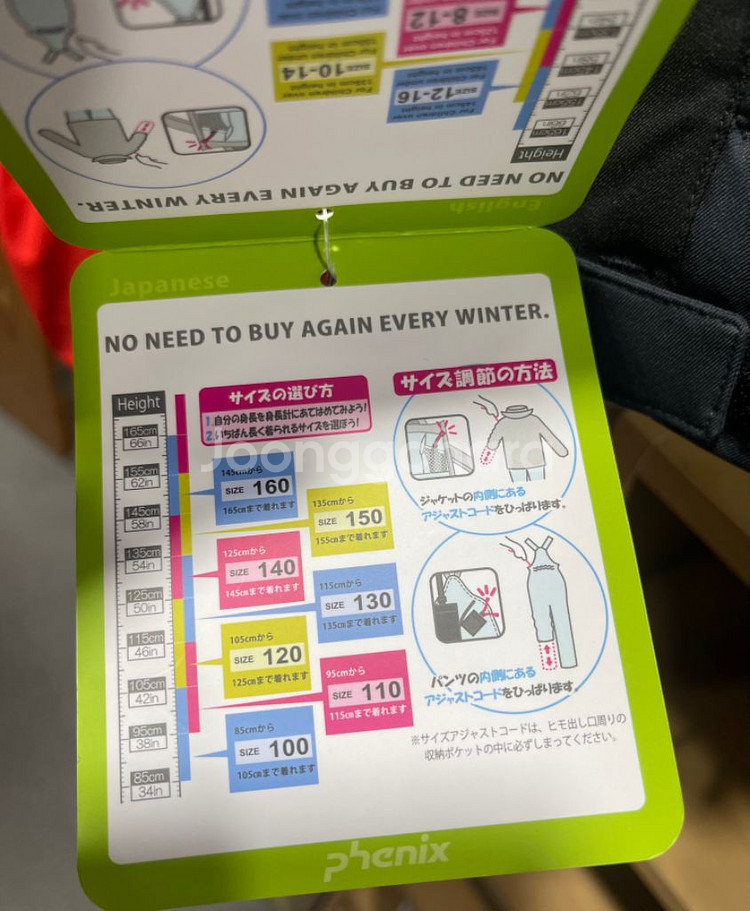 SIZE 8-12
For Children over
SIZE 10-14
For Children over
SIZE 12-16
Height
NO NEED TO BUY AGAIN EVERY WINTER.
English
Japanese
NO NEED TO BUY AGAIN EVERY WINTER.
Height
165cm
66in
155cm
62in
145cm
58in
135cm
54in
125cm
50in
115cm
46in
105cm
42in
95cm
38in
85cm
34in
サイズの選び方
1.自分の身長を身長計にあてはめてみよう!
2.いちばん長く着られるサイズを選ぼう!
145cmから
SIZE 160
165cmまで着れます
135cmから
SIZE 150
155cmまで着れます
125cmから
SIZE 140
145cmまで着れます
115cmから
SIZE 130
135cmまで着れます
105cmから
SIZE 120
125cmまで着れます
95cmから
SIZE 110
115cmまで着れます
85cmから
SIZE 100
105cmまで着れます
サイズ調節の方法
ジャケットの内側にある
アジャストコードをひっぱります。
パンツの内側にある
アジャストコードをひっぱります。
※サイズアジャストコードは、ヒモ出し口周りの
収納ポケットの中に必ずしまってください。
phenix
Joonggonara